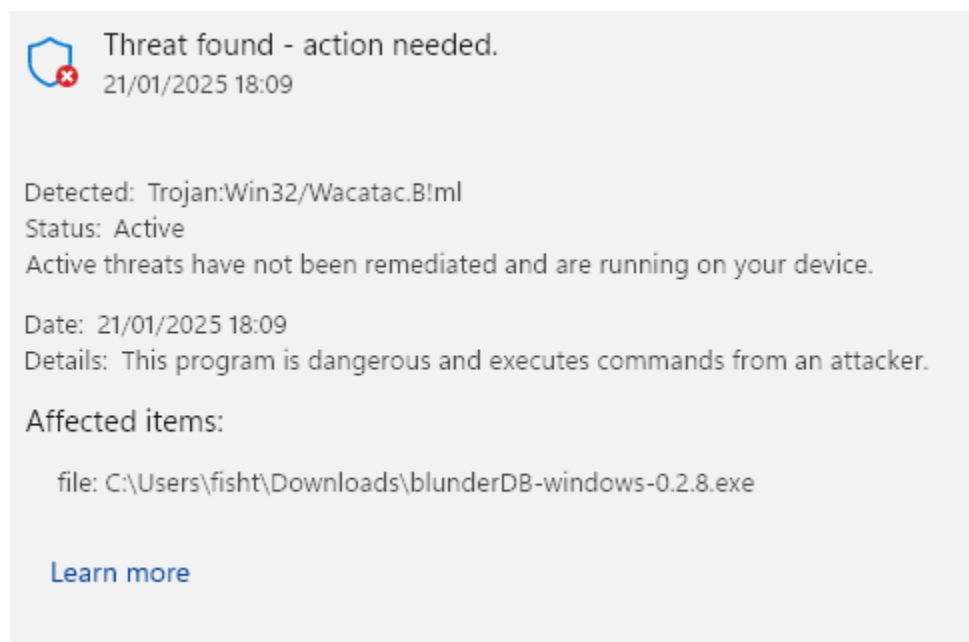 Threat found - action needed.
21/01/2025 18:09
Detected: Trojan:Win32/Wacatac.B!ml
Status: Active
Active threats have not been remediated and are running on your device.
Date: 21/01/2025 18:09
Details: This program is dangerous and executes commands from an attacker.
Affected items:
file: C:\Users\fisht\Downloads\blunderDB-windows-0.2.8.exe
Learn more